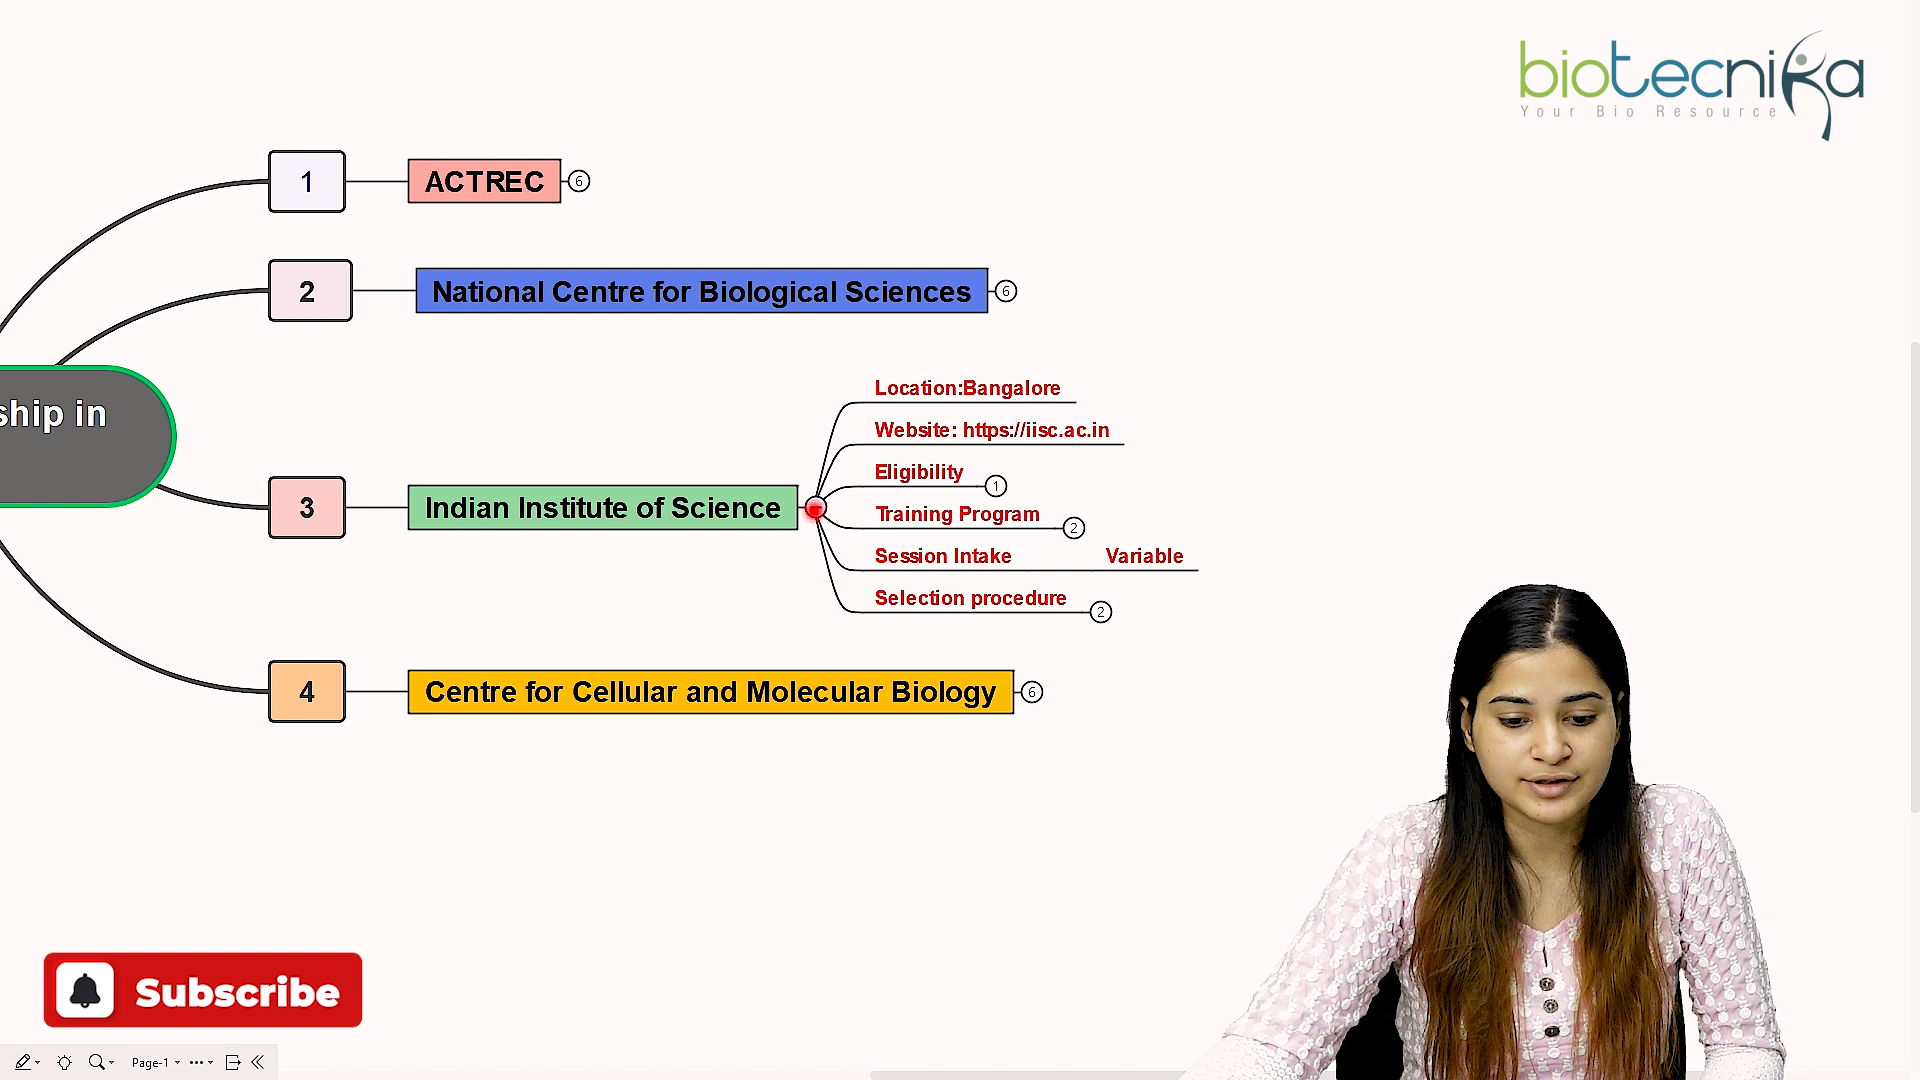 biotecnika
Your Bio Resource
1
ACTREC
6
2
National Centre for Biological Sciences
6
ship in
3
Indian Institute of Science
Location:Bangalore
Website: https://iisc.ac.in
Eligibility
1
Training Program
2
Session Intake Variable
Selection procedure
2
4
Centre for Cellular and Molecular Biology
6
Subscribe
Page-1